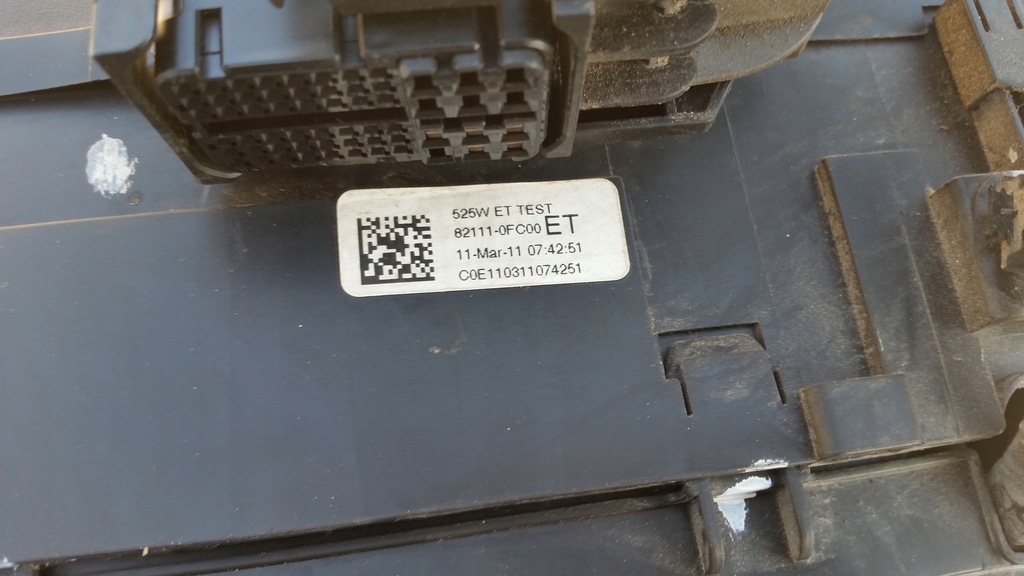 525W ET TEST
82111-0FC00 ET
11-Mar-11 07:42:51
C0E110311074251